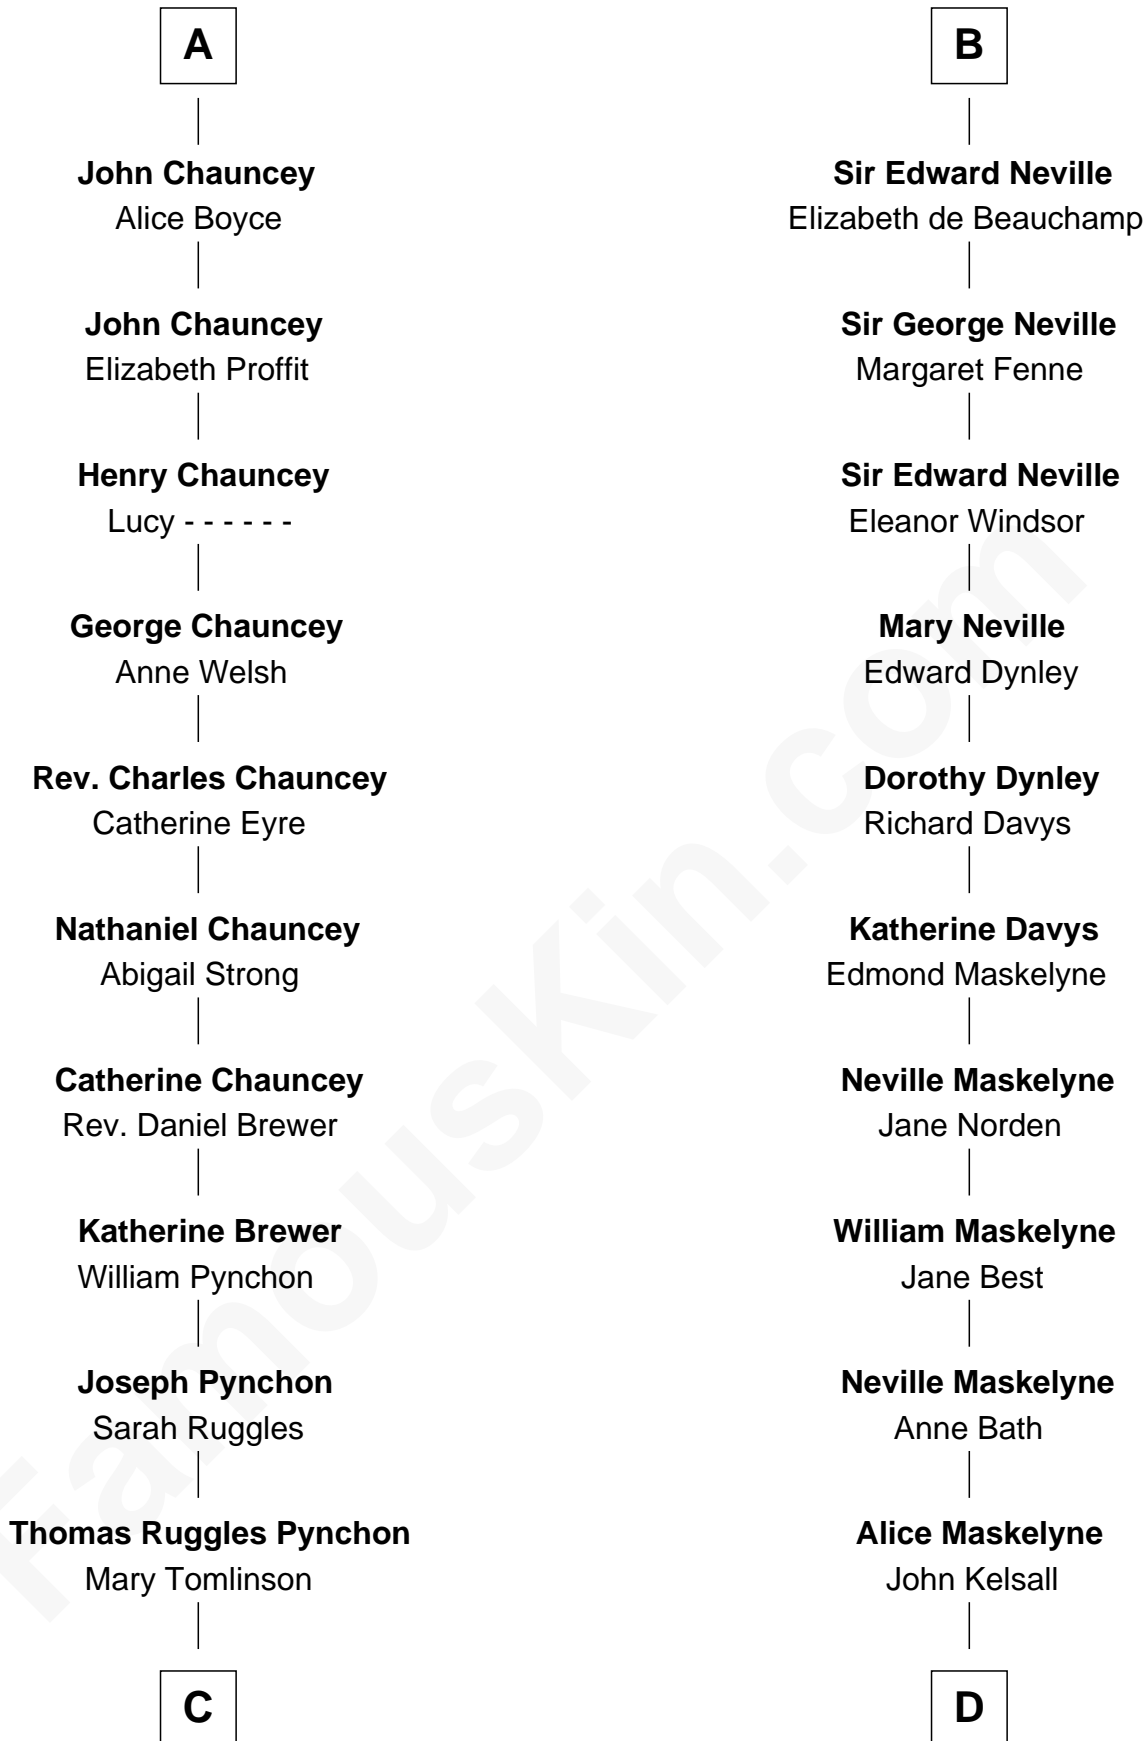 A
John Chauncey
Alice Boyce
John Chauncey
Elizabeth Proffit
Henry Chauncey
Lucy - - - - - -
George Chauncey
Anne Welsh
Rev. Charles Chauncey
Catherine Eyre
Nathaniel Chauncey
Abigail Strong
Catherine Chauncey
Rev. Daniel Brewer
Katherine Brewer
William Pynchon
Joseph Pynchon
Sarah Ruggles
Thomas Ruggles Pynchon
Mary Tomlinson
C
B
Sir Edward Neville
Elizabeth de Beauchamp
Sir George Neville
Margaret Fenne
Sir Edward Neville
Eleanor Windsor
Mary Neville
Edward Dynley
Dorothy Dynley
Richard Davys
Katherine Davys
Edmond Maskelyne
Neville Maskelyne
Jane Norden
William Maskelyne
Jane Best
Neville Maskelyne
Anne Bath
Alice Maskelyne
John Kelsall
D
FamousKin.com